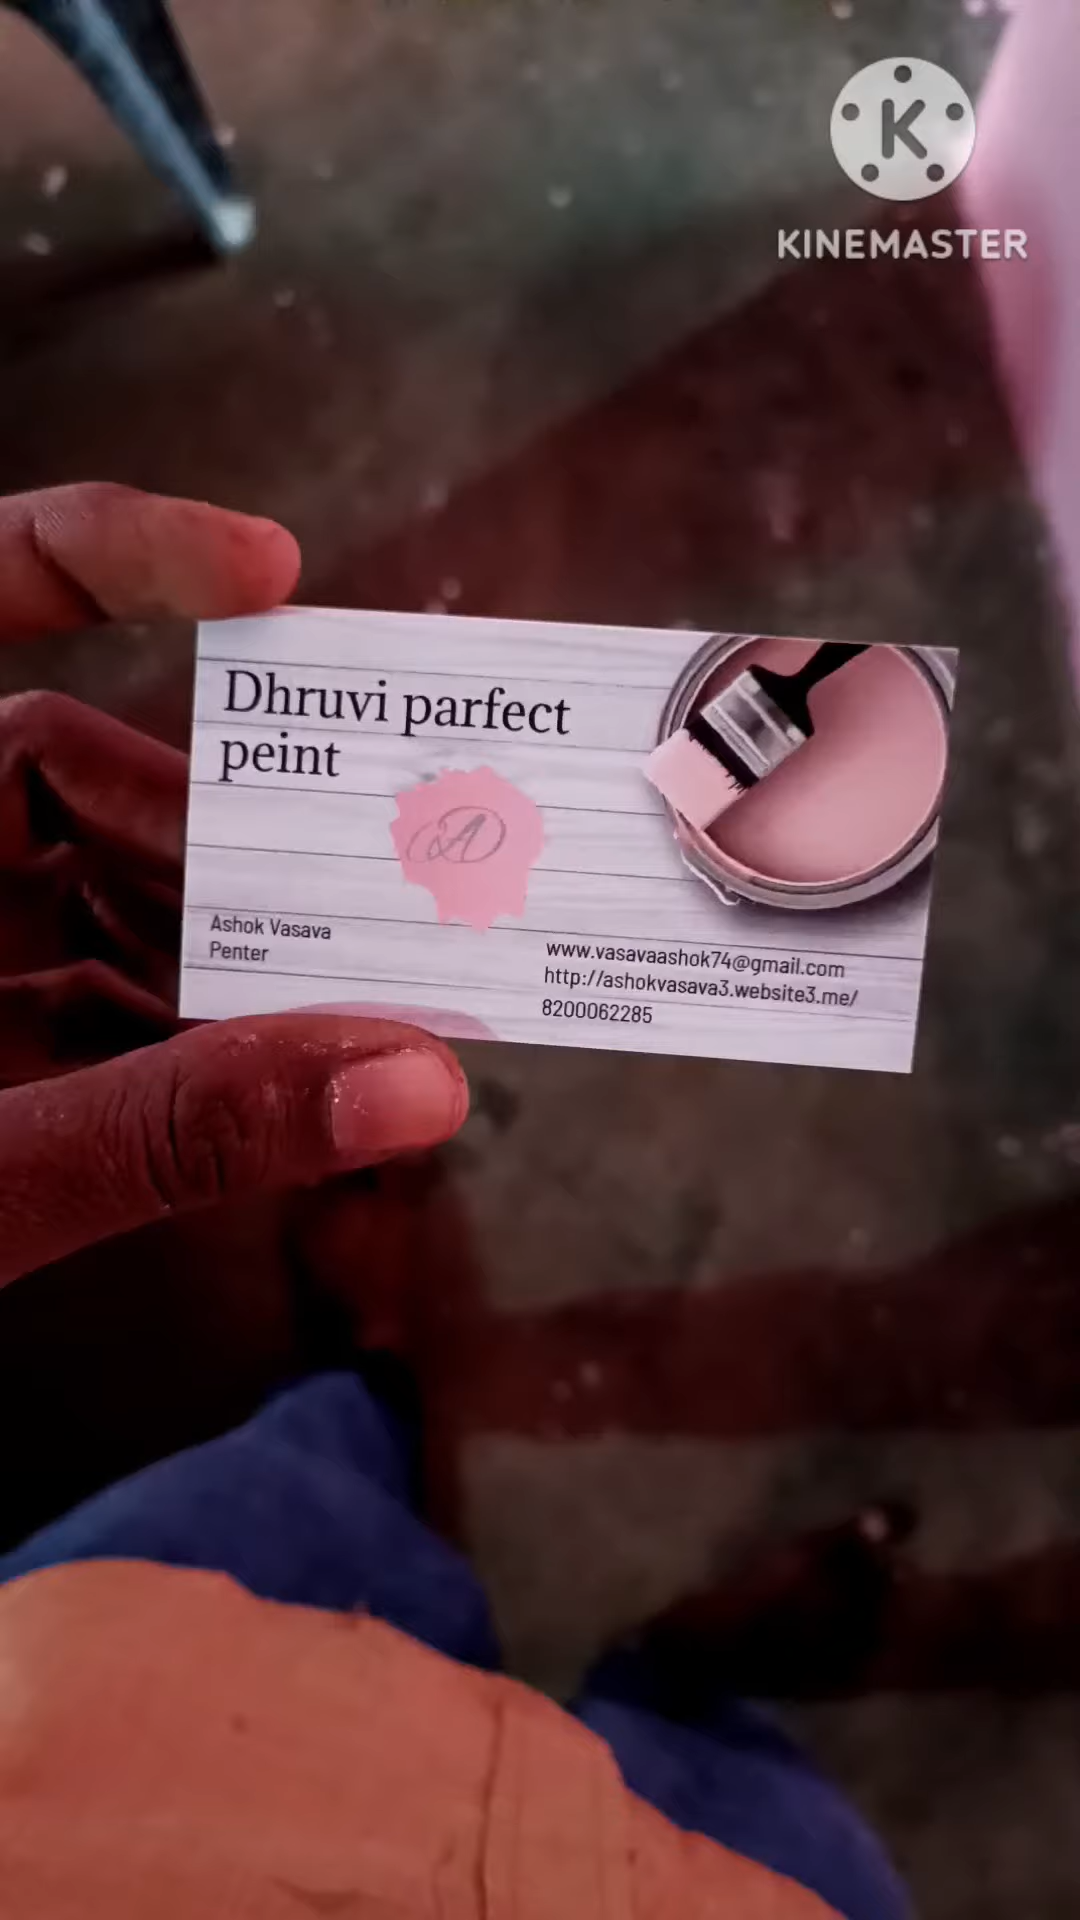 K
KINEMASTER
Dhruvi parfect
peint
A
Ashok Vasava
Penter
www.vasavaashok74@gmail.com
http://ashokvasava3.website3.me/
8200062285